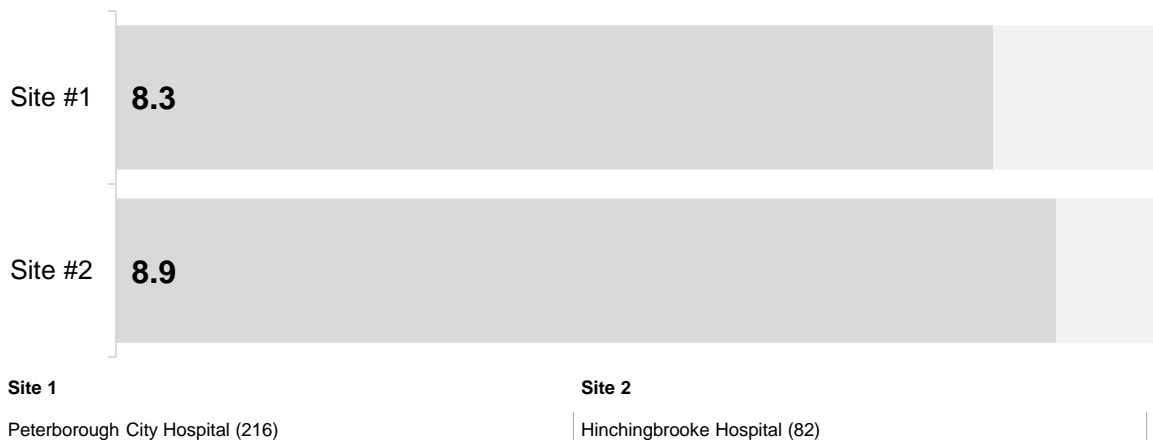 Site #1 8.3
Site #2 8.9
Site 1 Site 2
Peterborough City Hospital (216) Hinchingbrooke Hospital (82)